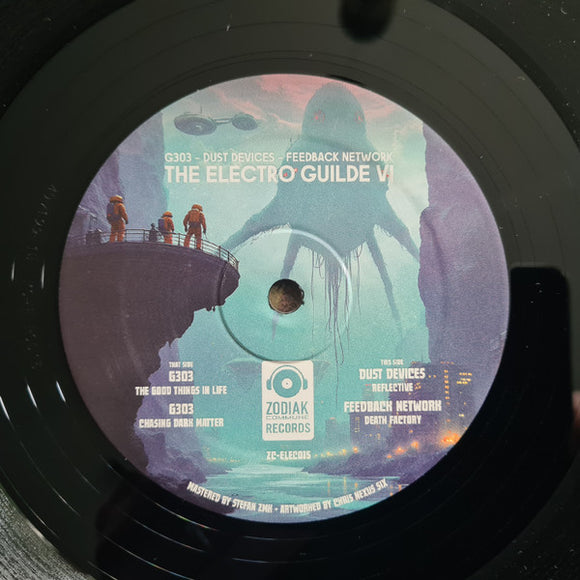 G303 - DUST DEVICES - FEEDBACK NETWORK
THE ELECTRO GUILDE VI
THAT SIDE
G303
THE GOOD THINGS IN LIFE
G303
CHASING DARK MATTER
ZODIAK
COMMUNE
RECORDS
ZC-ELEC015
THIS SIDE
DUST DEVICES
REFLECTIVE
FEEDBACK NETWORK
DEATH FACTORY
MASTERED BY STEFAN ZMK - ARTWORKED BY CHRIS NEXUS SIX